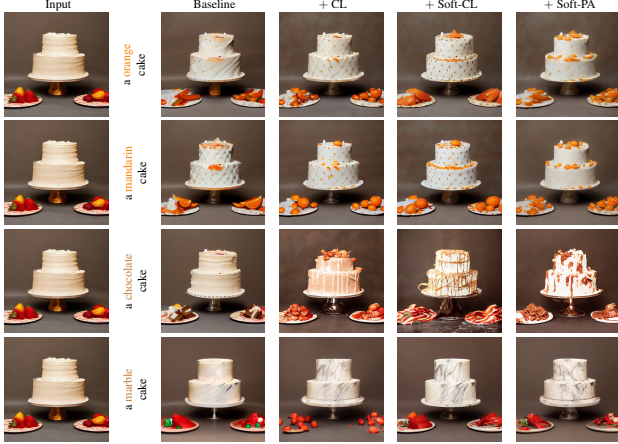 Input Baseline + CL + Soft-CL + Soft-PA
a orange
cake
a mandarin
cake
a chocolate
cake
a marble
cake